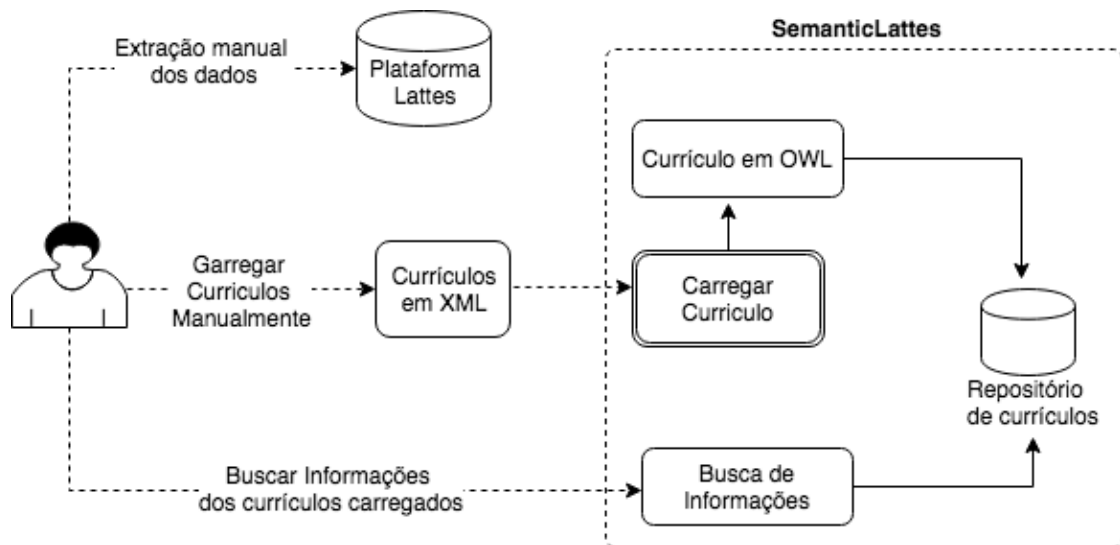 SemanticLattes
Extração manual
dos dados
Plataforma
Lattes
Currículo em OWL
Garregar
Curriculos
Manualmente
Currículos
em XML
Carregar
Curriculo
Repositório
de currículos
Buscar Informações
dos currículos carregados
Busca de
Informações